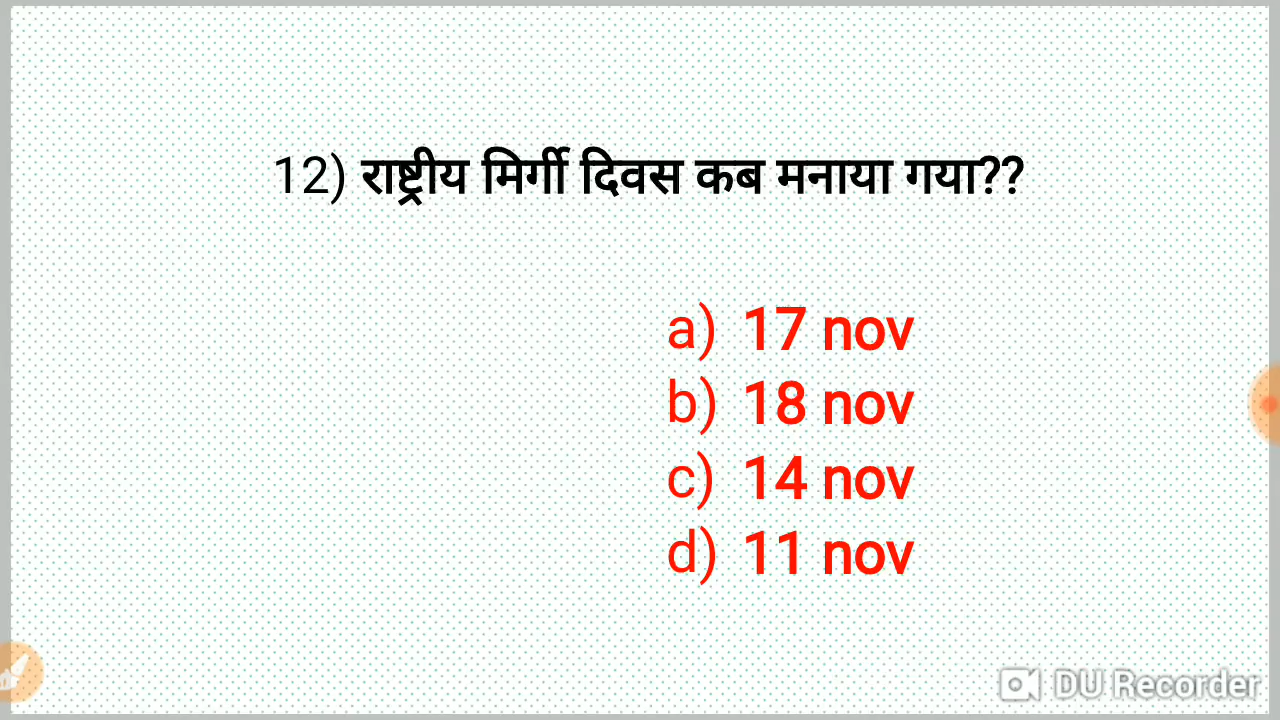 12) राष्ट्रीय मिर्गी दिवस कब मनाया गया??
a) 17 nov
b) 18 nov
c) 14 nov
d) 11 nov
DU Recorder